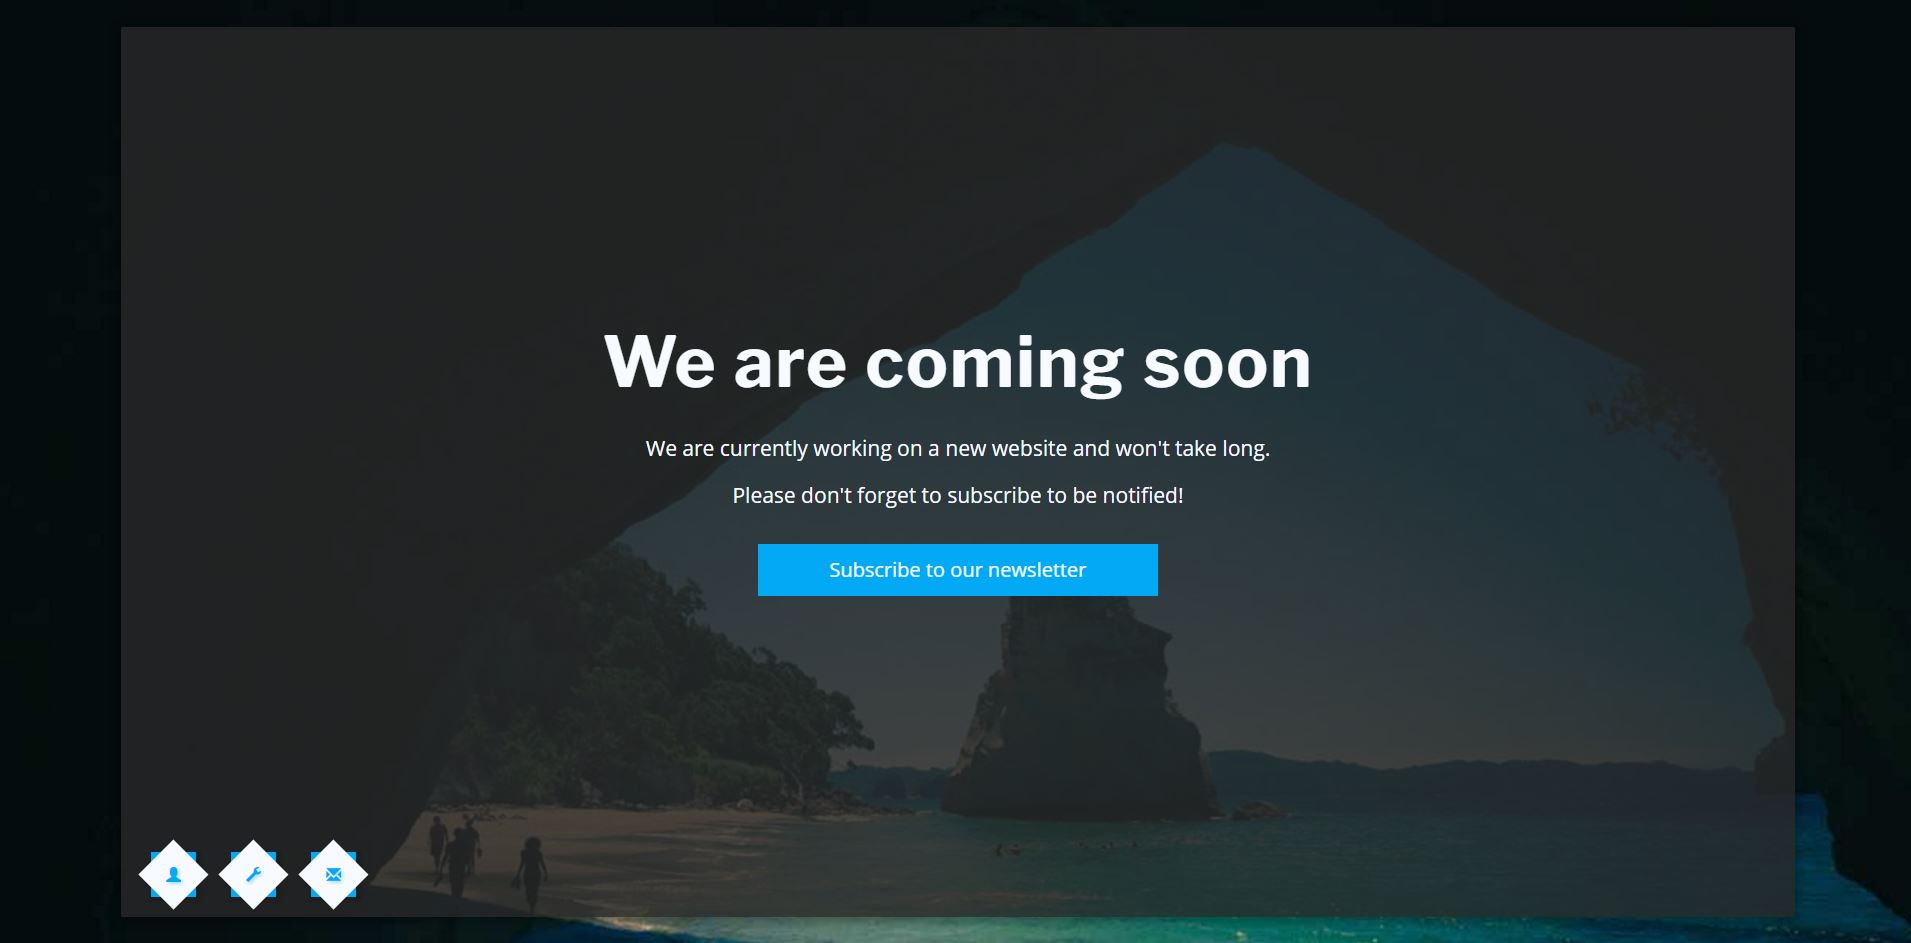 We are coming soon
We are currently working on a new website and won't take long.
Please don't forget to subscribe to be notified!
Subscribe to our newsletter